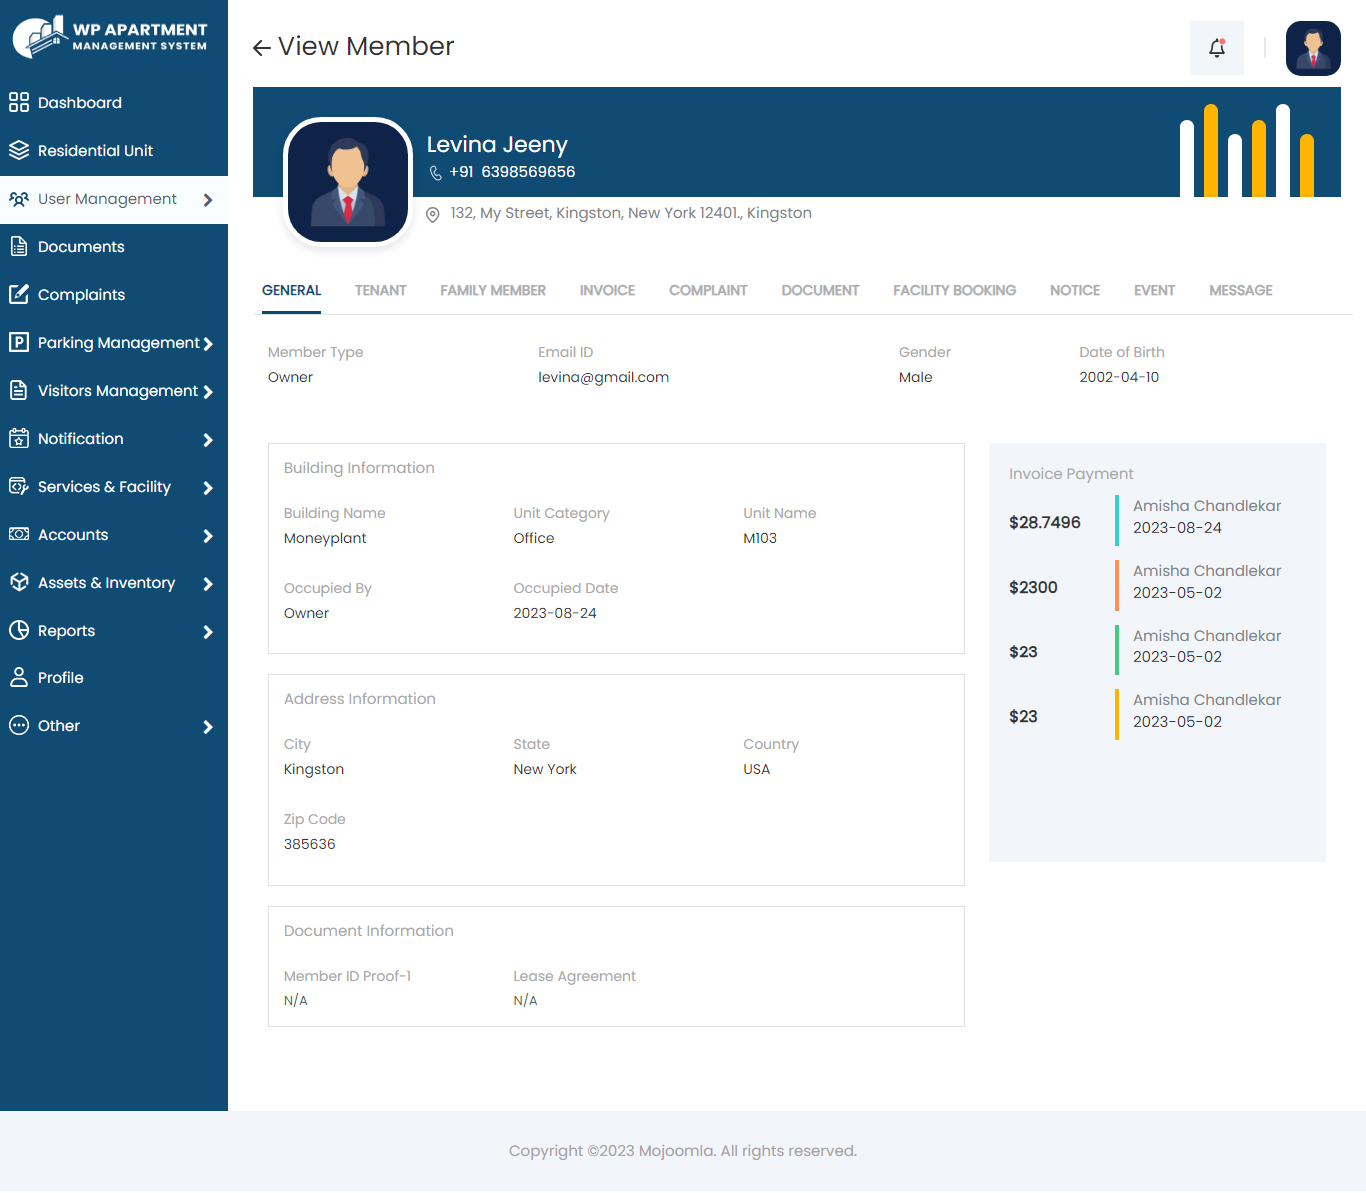 WP APARTMENT
MANAGEMENT SYSTEM
Dashboard
Residential Unit
User Management
Documents
Complaints
Parking Management
Visitors Management
Notification
Services & Facility
Accounts
Assets & Inventory
Reports
Profile
Other
View Member
Levina Jeeny
+91 6398569656
132, My Street, Kingston, New York 12401., Kingston
GENERAL TENANT FAMILY MEMBER INVOICE COMPLAINT DOCUMENT FACILITY BOOKING NOTICE EVENT MESSAGE
Member Type Email ID Gender Date of Birth
Owner levina@gmail.com Male 2002-04-10
Building Information
Building Name Unit Category Unit Name
Moneyplant Office M103
Occupied By Occupied Date
Owner 2023-08-24
Address Information
City State Country
Kingston New York USA
Zip Code
385636
Document Information
Member ID Proof-1 Lease Agreement
N/A N/A
Invoice Payment
$28.7496 Amisha Chandlekar
2023-08-24
$2300 Amisha Chandlekar
2023-05-02
$23 Amisha Chandlekar
2023-05-02
$23 Amisha Chandlekar
2023-05-02
Copyright ©2023 Mojoomla. All rights reserved.